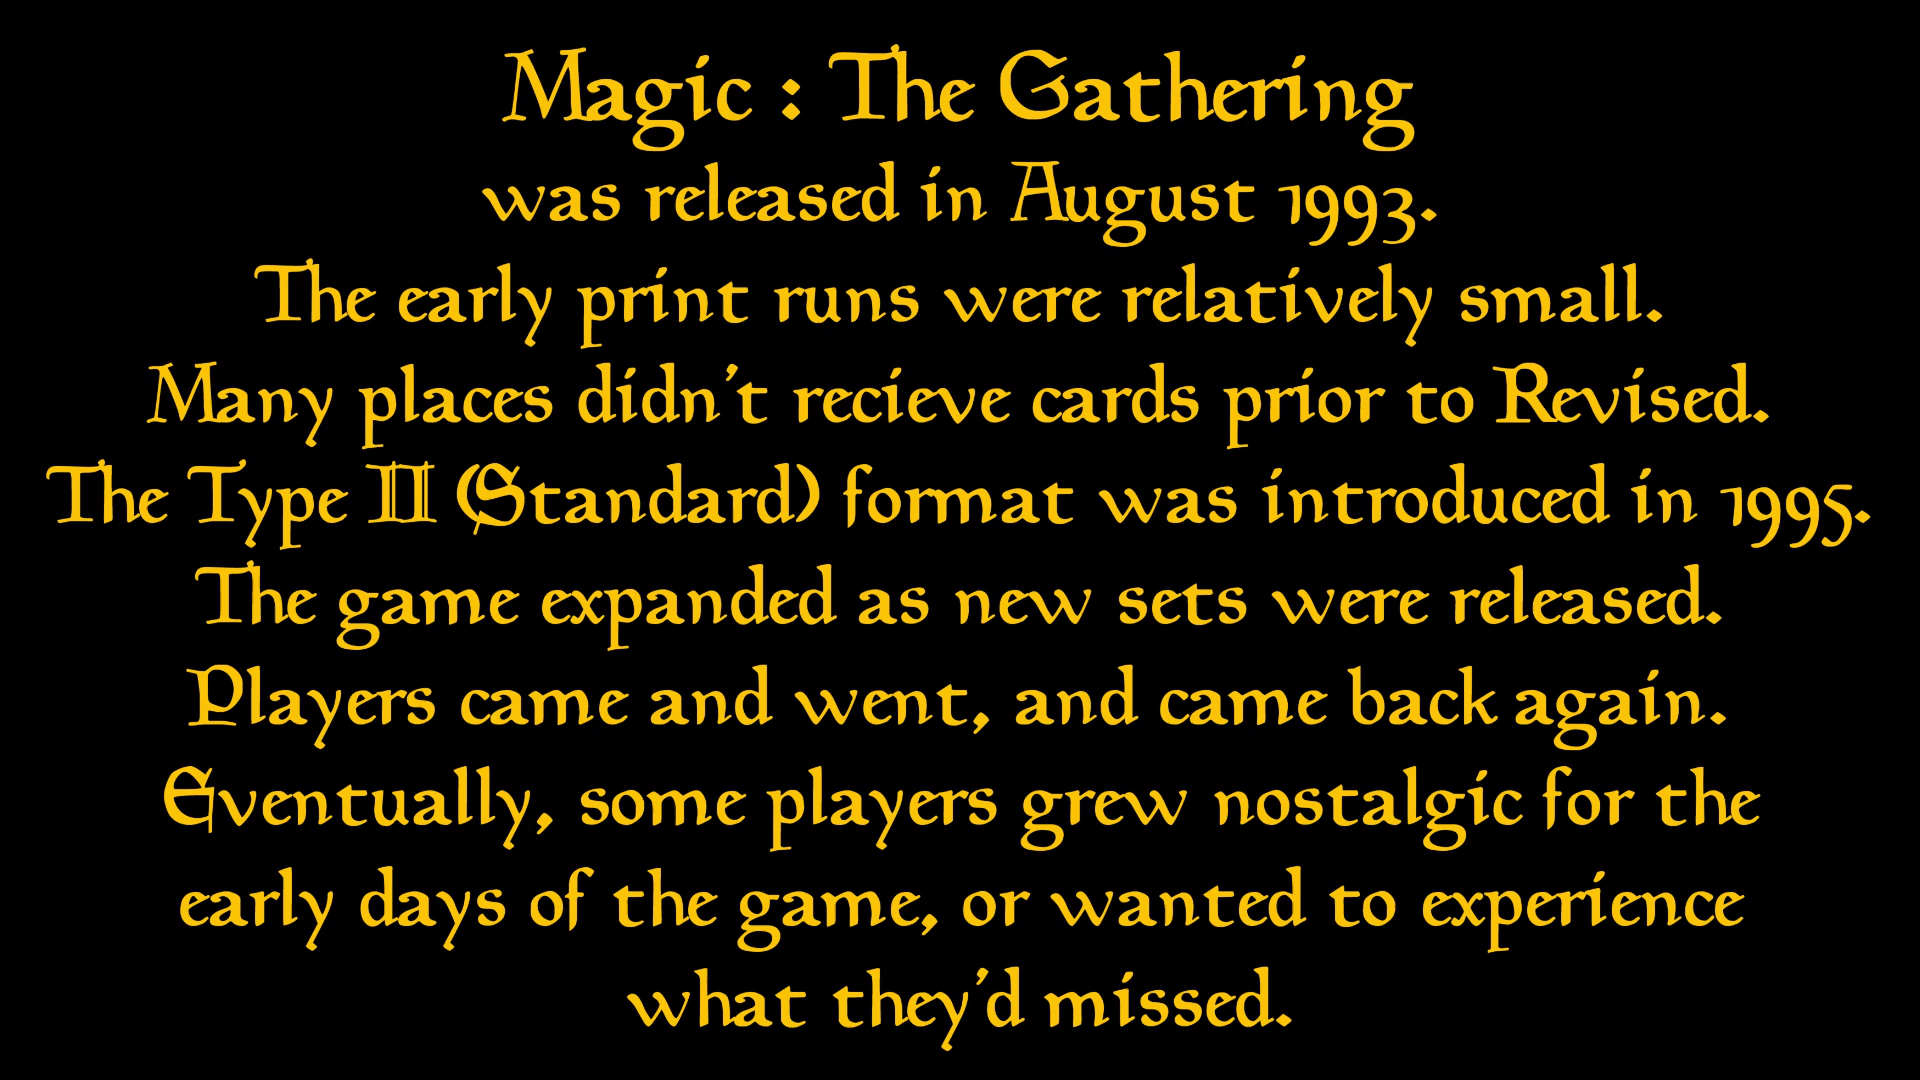 Magic : The Gathering
was released in August 1993.
The early print runs were relatively small.
Many places didn't recieve cards prior to Revised.
The Type II (Standard) format was introduced in 1995.
The game expanded as new sets were released.
Players came and went, and came back again.
Eventually, some players grew nostalgic for the
early days of the game, or wanted to experience
what they'd missed.